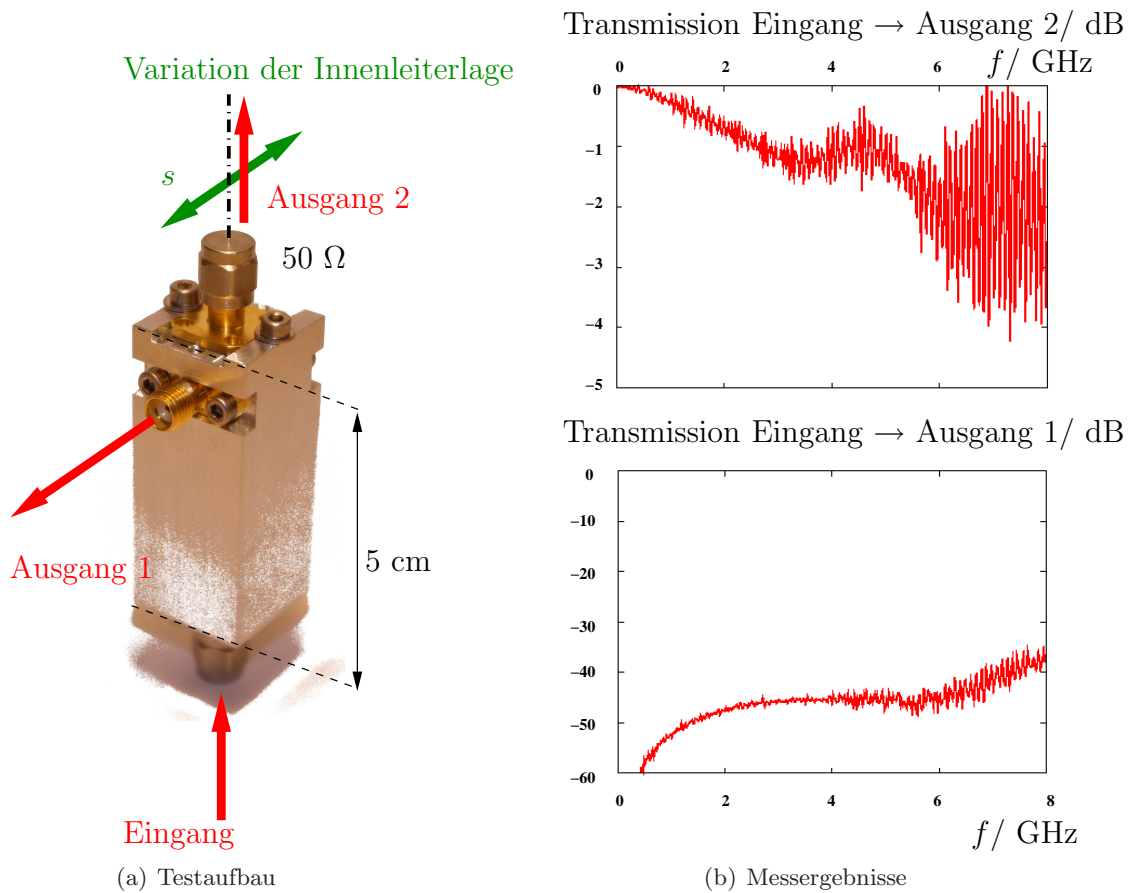 Variation der Innenleiterlage
s
Ausgang 2
50 Ω
Ausgang 1
5 cm
Eingang
(a) Testaufbau
Transmission Eingang → Ausgang 2/ dB
0 2 4 6 f/ GHz
0
−1
−2
−3
−4
−5
Transmission Eingang → Ausgang 1/ dB
0
−10
−20
−30
−40
−50
−60
0 2 4 6 8
f/ GHz
(b) Messergebnisse